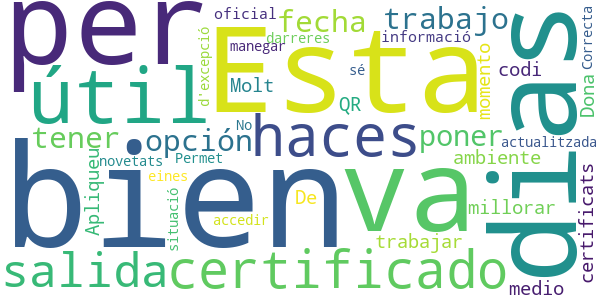 per
útil
Esta
dias
bien
va
haces
salida
certificado
opción
poner
tener
fecha
trabajo
oficial
darreres
informació
manegar
d'excepció
Molt
QR
sé
momento
codi
Correcta
Dona
actualitzada
ambiente
certificats
millorar
medio
trabajar
De
No
Permet
novetats
eines
Apliqueu
situació
accedir